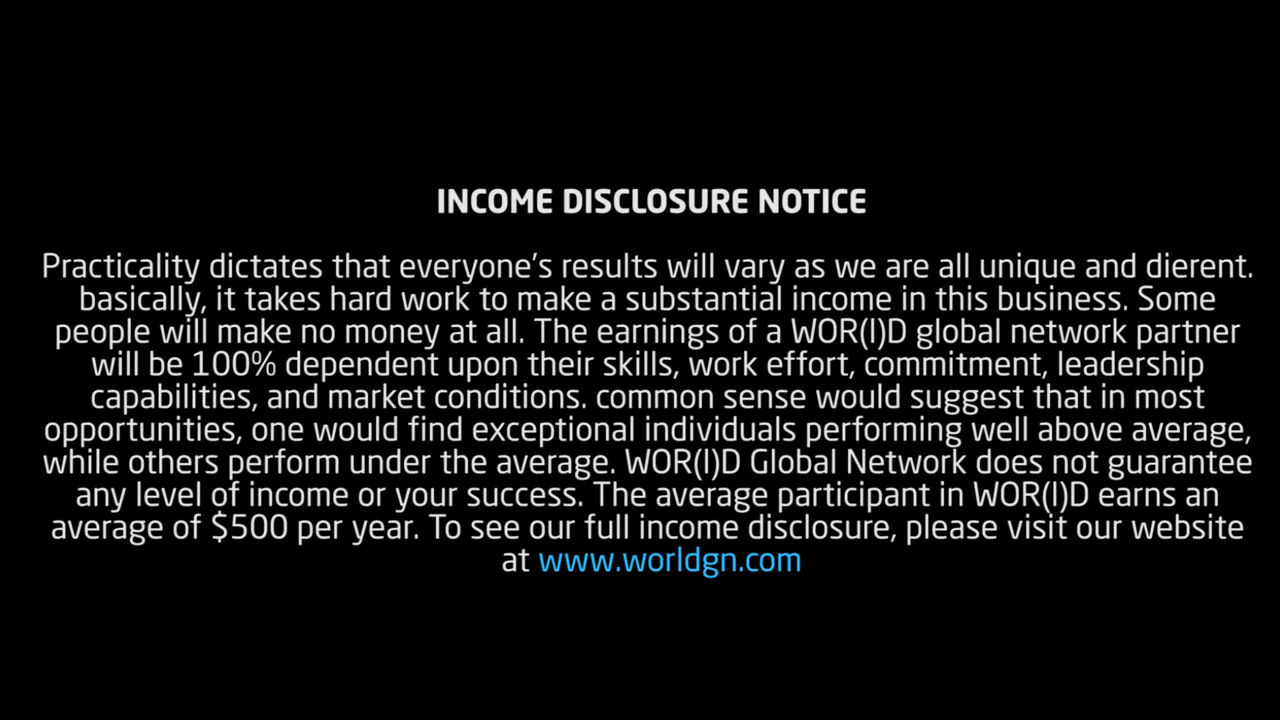 INCOME DISCLOSURE NOTICE
Practicality dictates that everyone's results will vary as we are all unique and dierent.
basically, it takes hard work to make a substantial income in this business. Some
people will make no money at all. The earnings of a WOR(I)D global network partner
will be 100% dependent upon their skills, work effort, commitment, leadership
capabilities, and market conditions. common sense would suggest that in most
opportunities, one would find exceptional individuals performing well above average,
while others perform under the average. WOR(I)D Global Network does not guarantee
any level of income or your success. The average participant in WOR(I)D earns an
average of $500 per year. To see our full income disclosure, please visit our website
at www.worldgn.com